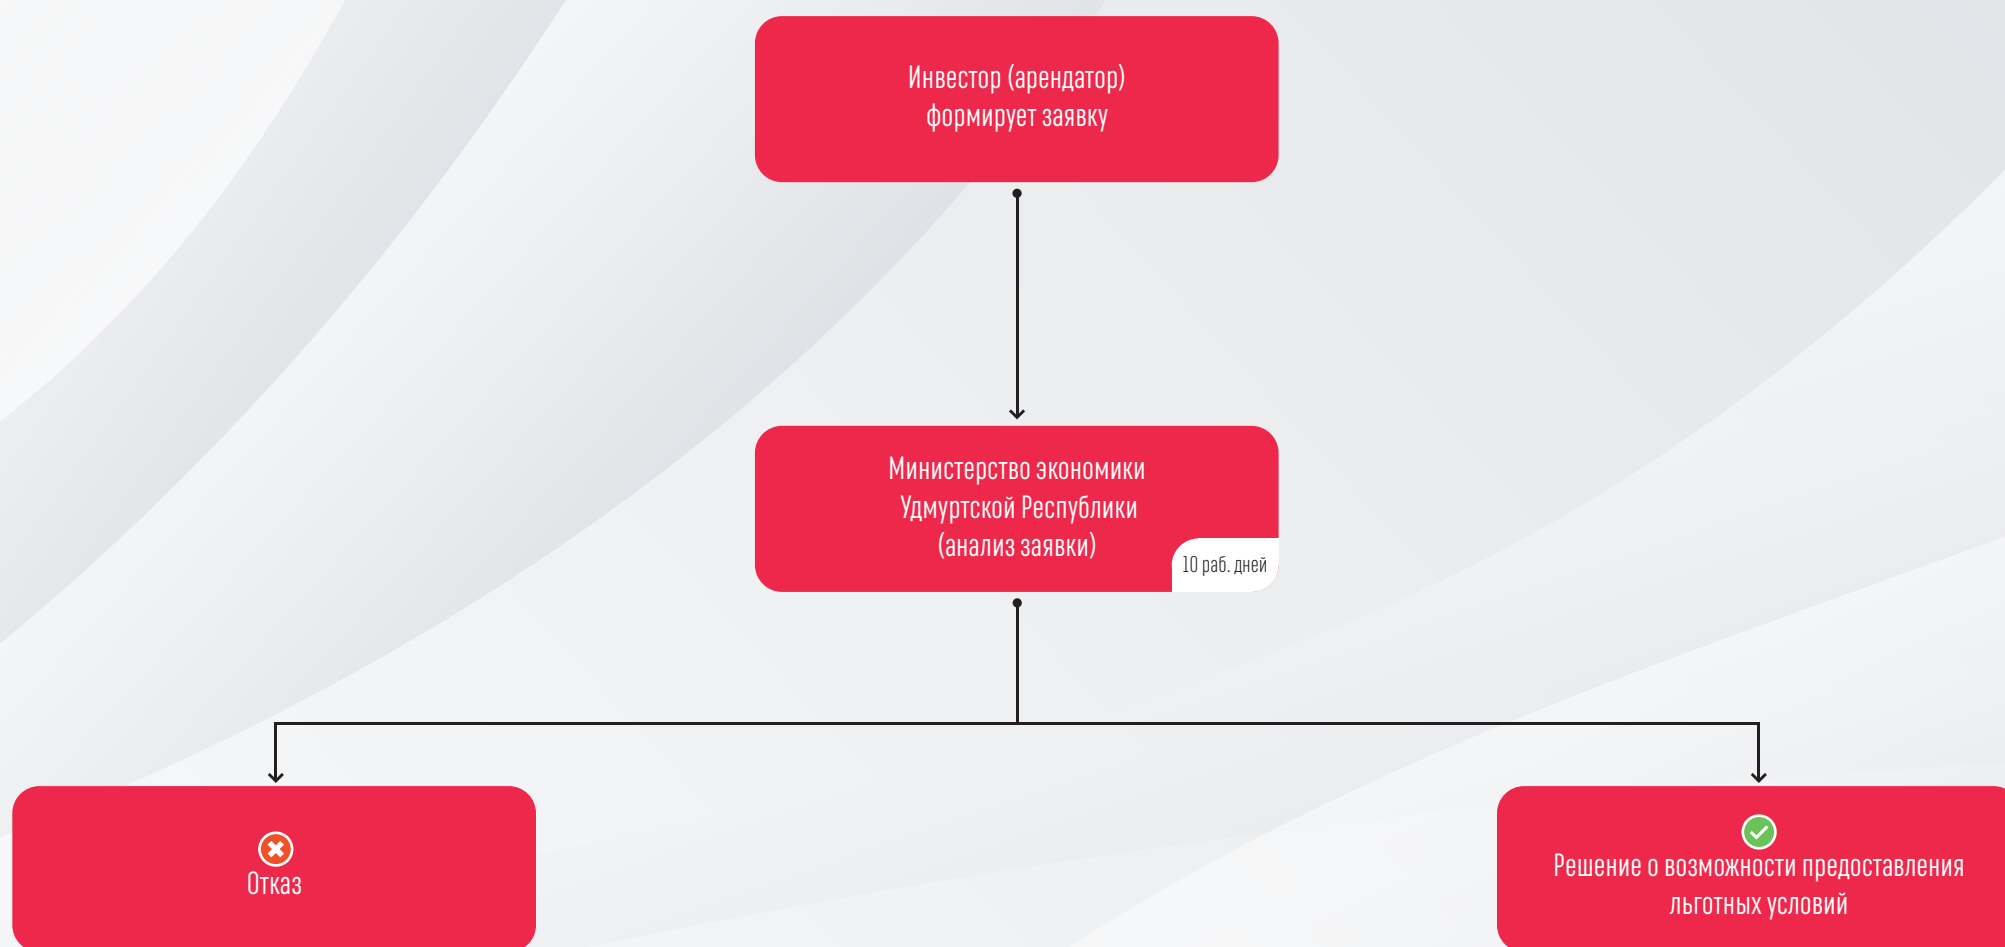 Инвестор (арендатор)
формирует заявку
Министерство экономики
Удмуртской Республики
(анализ заявки)
10 раб. дней
Отказ
Решение о возможности предоставления
льготных условий